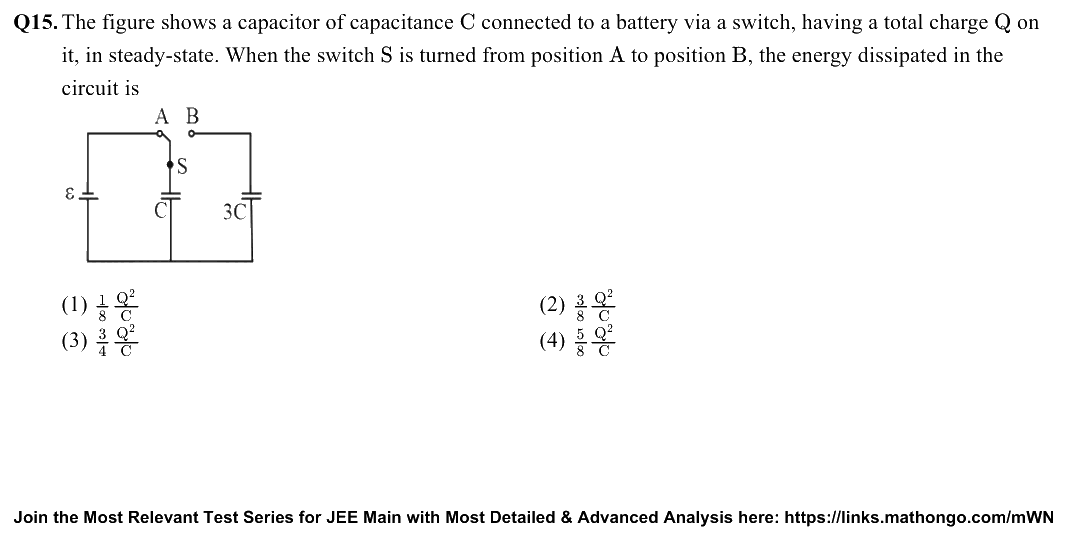 Q15. The figure shows a capacitor of capacitance C connected to a battery via a switch, having a total charge Q on
it, in steady-state. When the switch S is turned from position A to position B, the energy dissipated in the
circuit is
A B
S
ε
C 3C
(1) 1/8 Q²/C (2) 3/8 Q²/C
(3) 3/4 Q²/C (4) 5/8 Q²/C
Join the Most Relevant Test Series for JEE Main with Most Detailed & Advanced Analysis here: https://links.mathongo.com/mWN